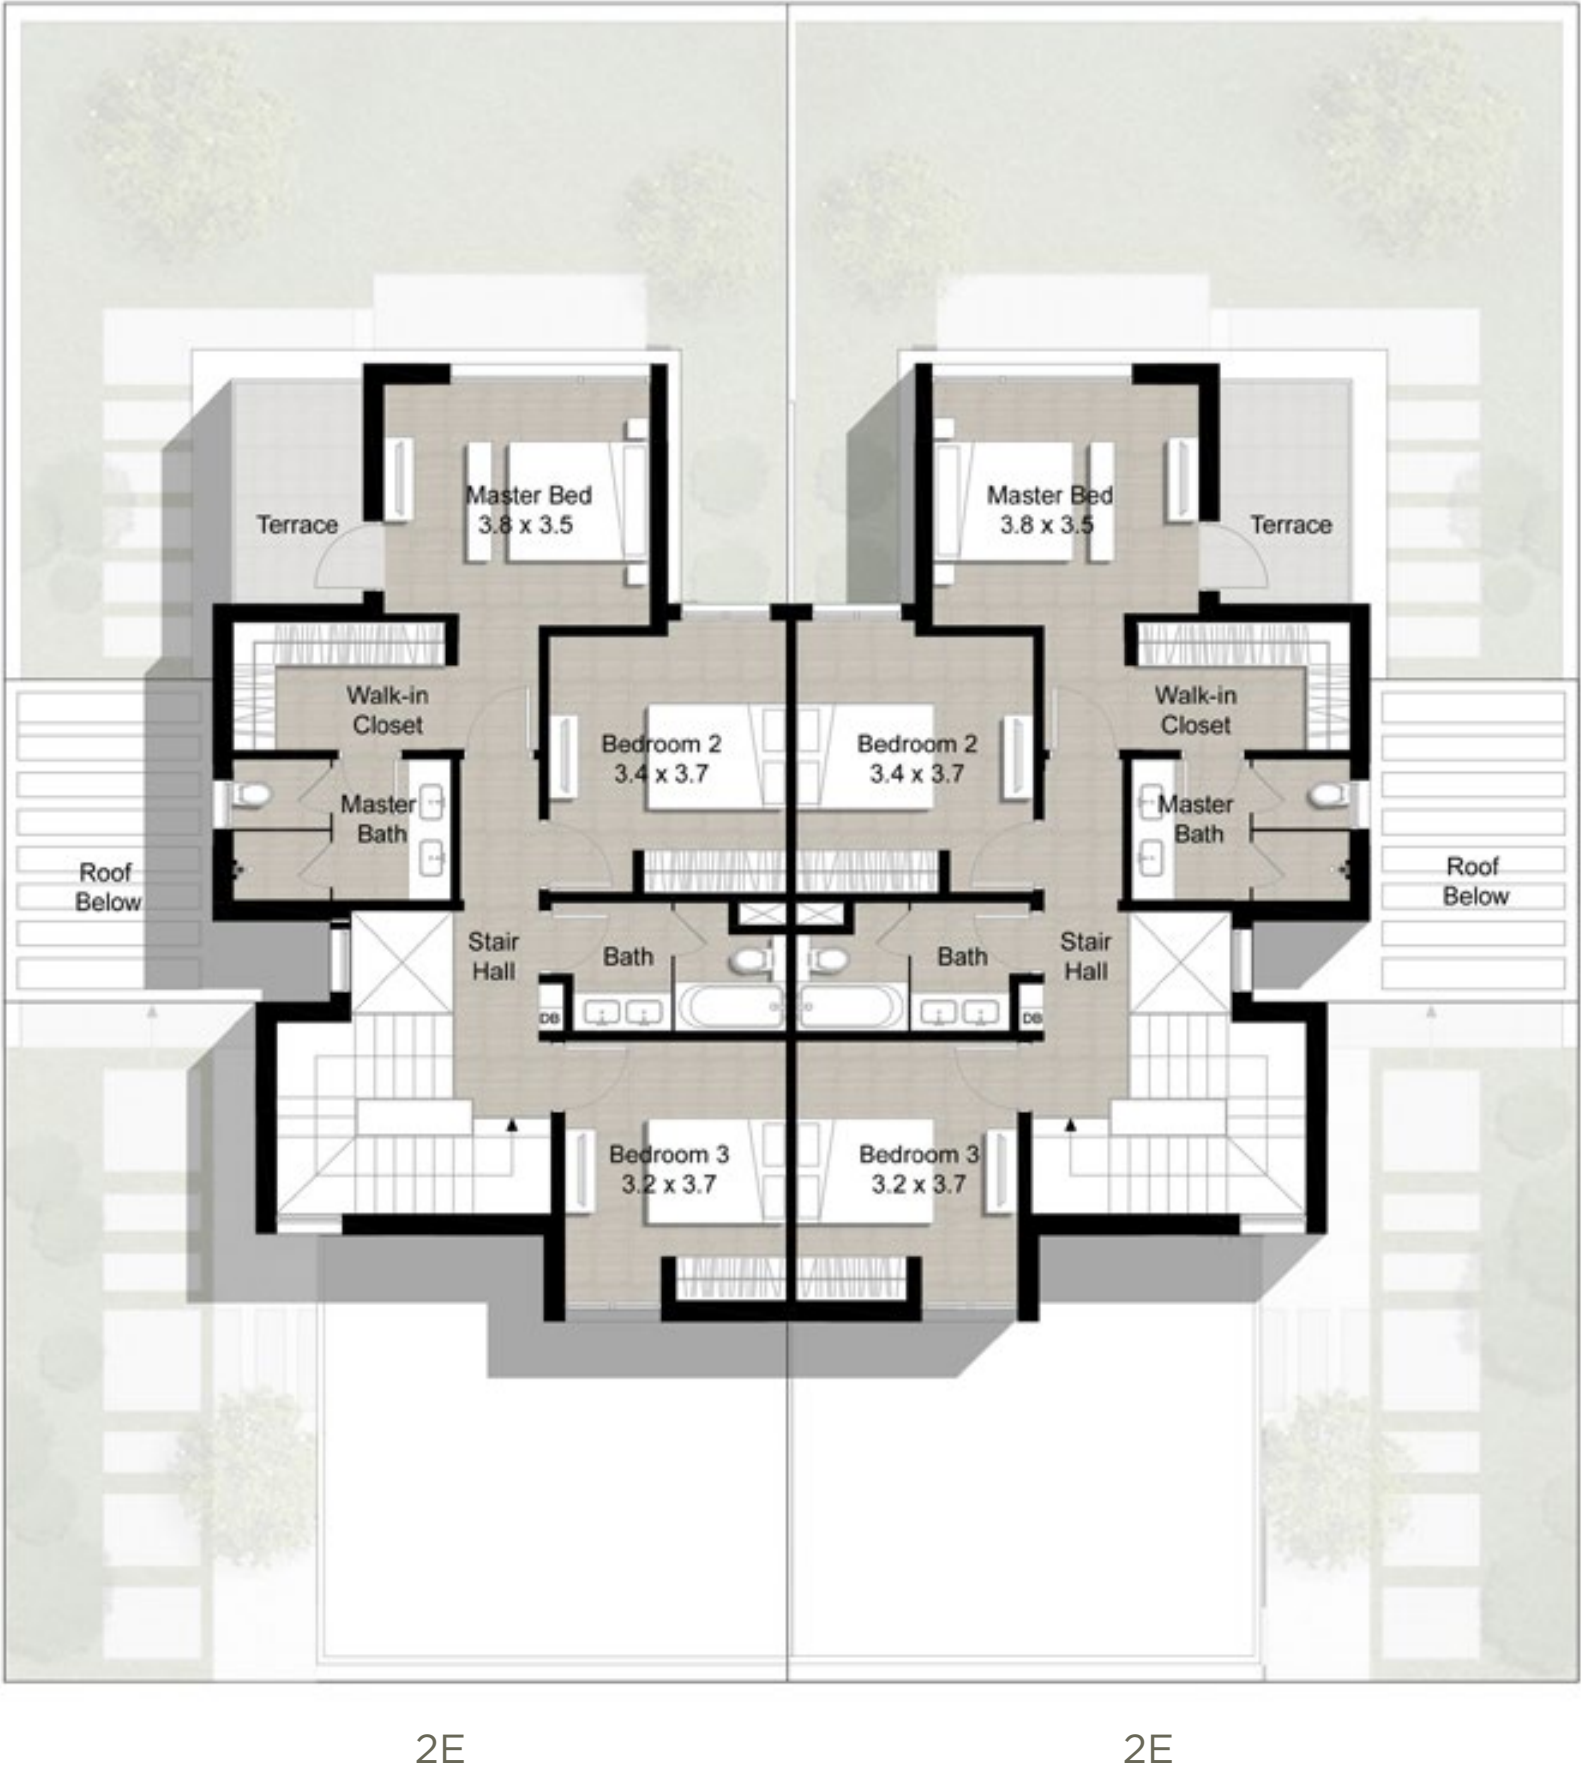 Master Bed
3.8 x 3.5
Master Bed
3.8 x 3.5
Terrace
Terrace
Walk-in
Closet
Walk-in
Closet
Bedroom 2
3.4 x 3.7
Bedroom 2
3.4 x 3.7
Master
Bath
Master
Bath
Roof
Below
Roof
Below
Stair
Hall
Bath
Bath
Stair
Hall
DB
DB
Bedroom 3
3.2 x 3.7
Bedroom 3
3.2 x 3.7
2E
2E